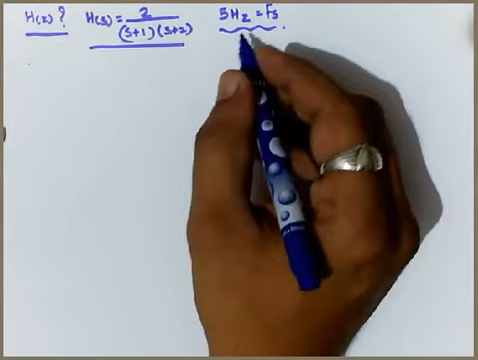 H(z) ? H(s) = 2 / (s+1)(s+2) 5Hz = Fs.